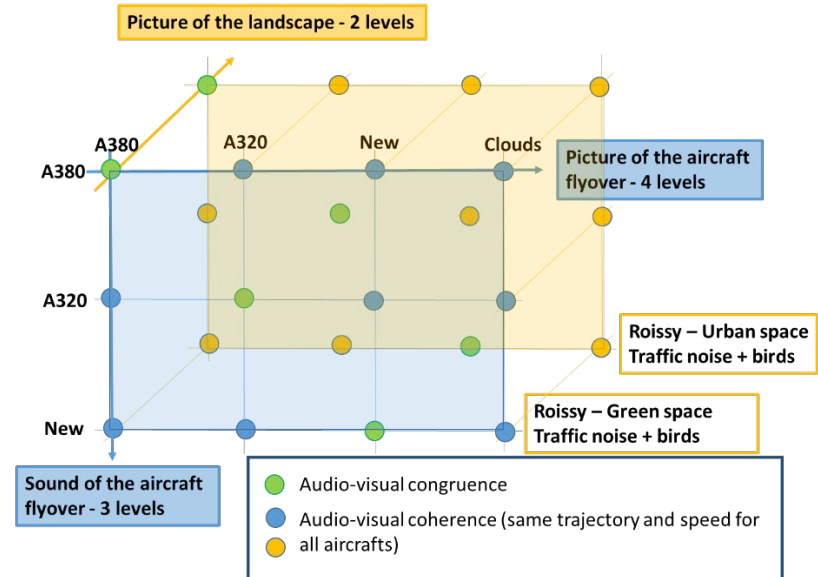 Picture of the landscape - 2 levels
A380
A320
New
Clouds
A380
Picture of the aircraft
flyover - 4 levels
A320
Roissy – Urban space
Traffic noise + birds
New
Roissy – Green space
Traffic noise + birds
Sound of the aircraft
flyover - 3 levels
Audio-visual congruence
Audio-visual coherence (same trajectory and speed for
all aircrafts)